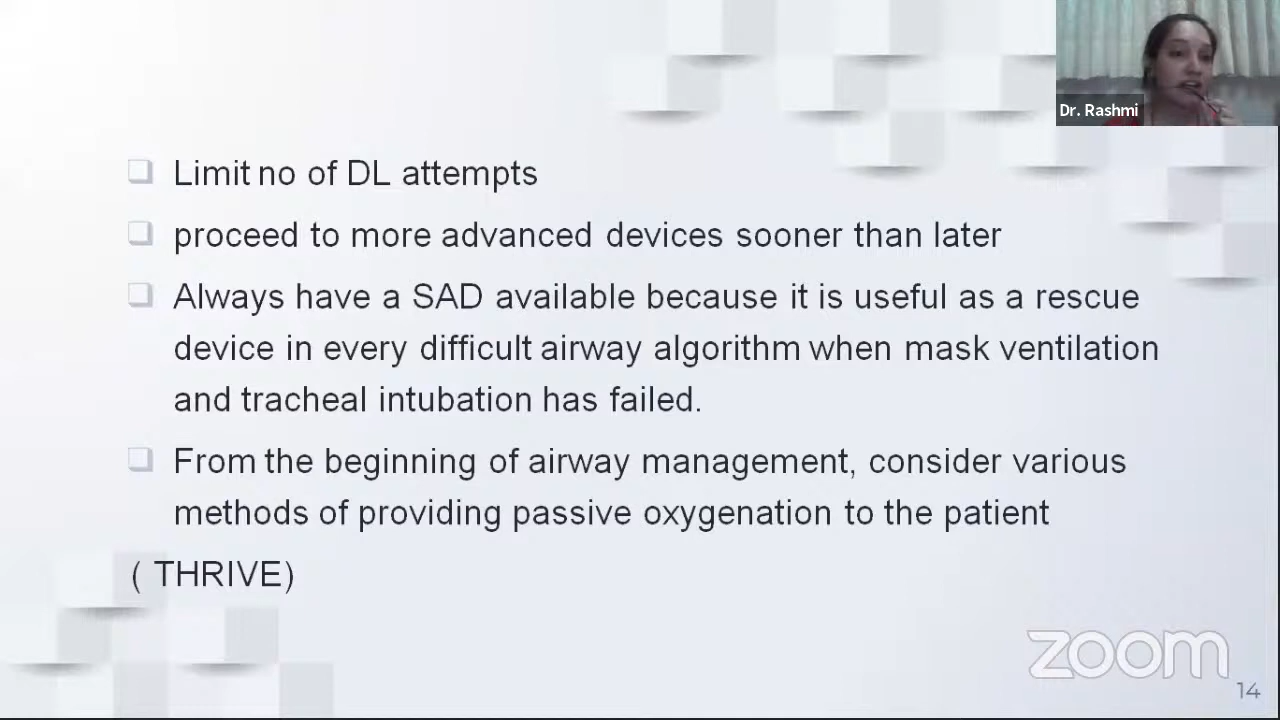 Dr. Rashmi
Limit no of DL attempts
proceed to more advanced devices sooner than later
Always have a SAD available because it is useful as a rescue
device in every difficult airway algorithm when mask ventilation
and tracheal intubation has failed.
From the beginning of airway management, consider various
methods of providing passive oxygenation to the patient
( THRIVE)
zoom
14